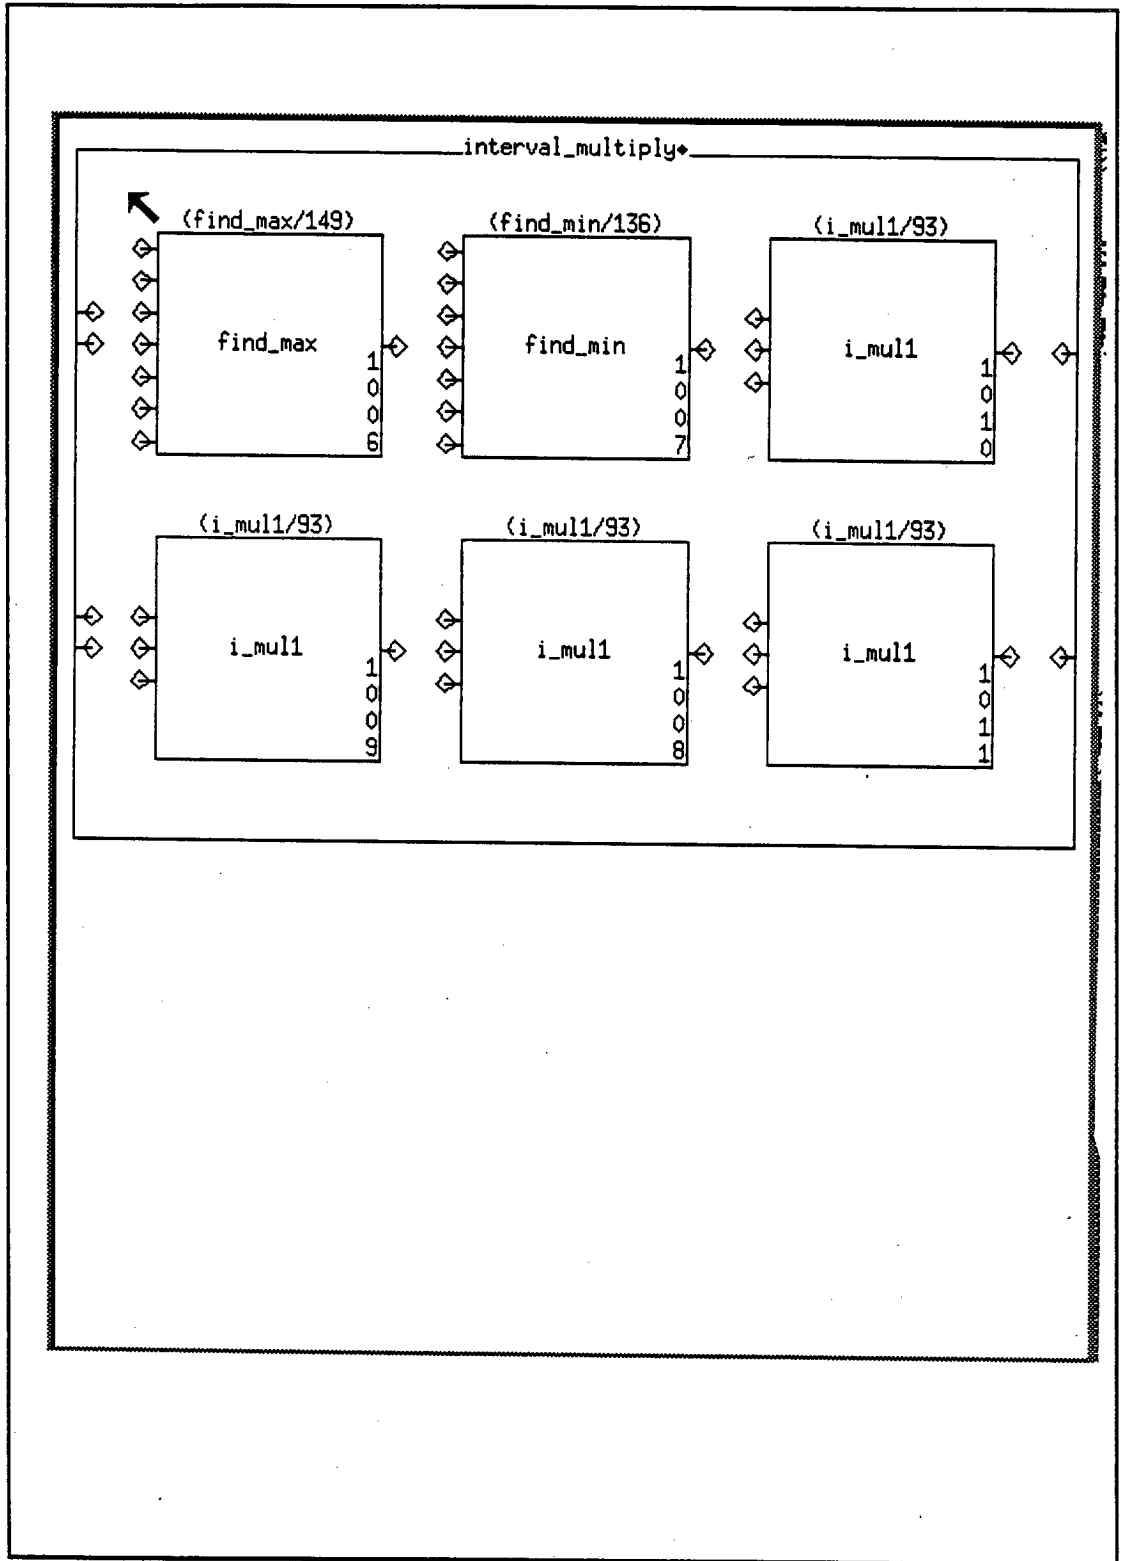 interval_multiply◆
(find_max/149)
(find_min/136)
(i_mul1/93)
find_max
1
0
0
6
find_min
1
0
0
7
i_mul1
1
0
1
0
(i_mul1/93)
(i_mul1/93)
(i_mul1/93)
i_mul1
1
0
0
9
i_mul1
1
0
0
8
i_mul1
1
0
1
1